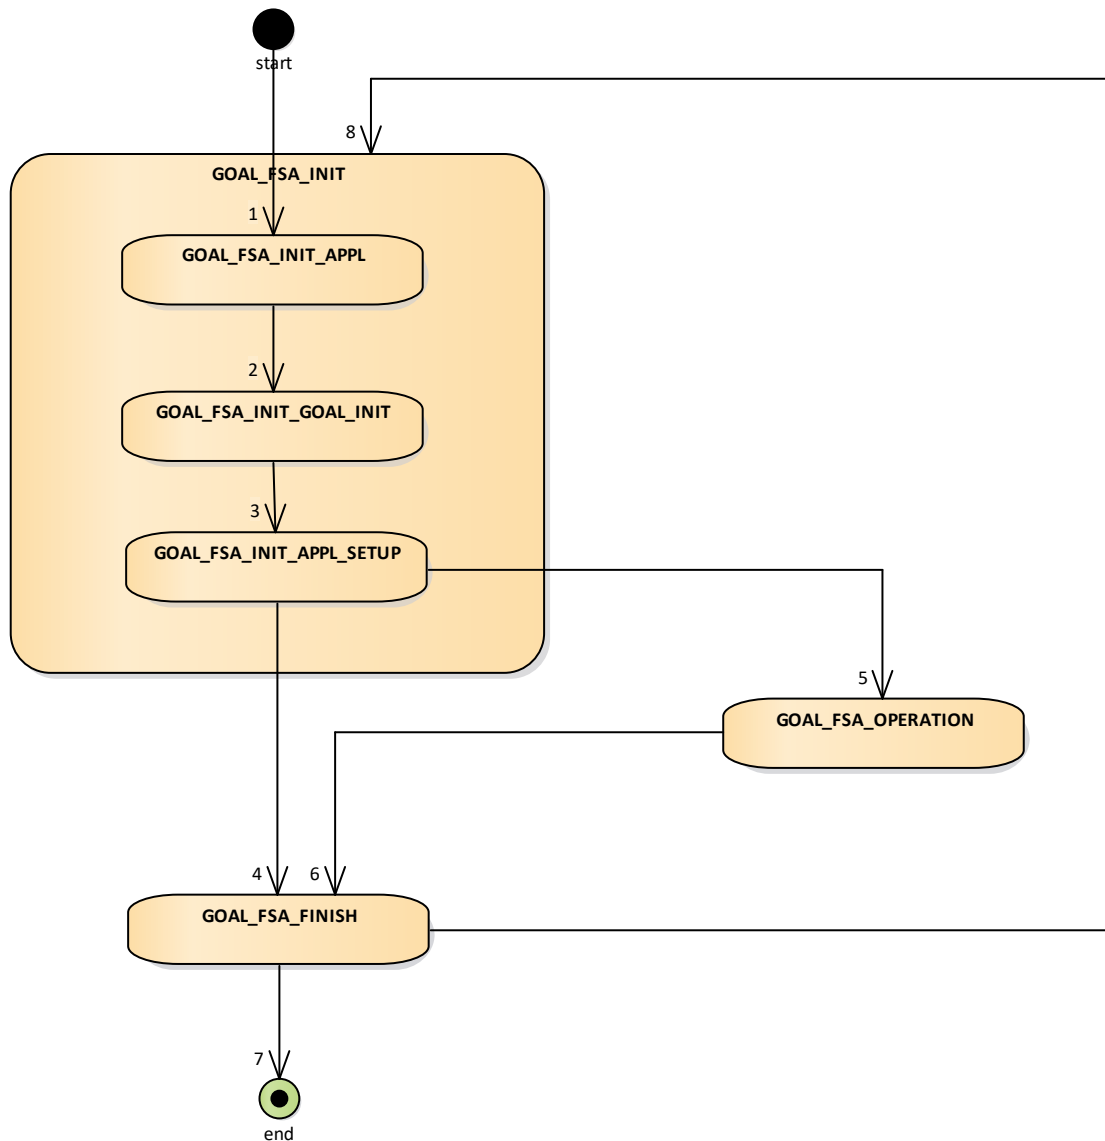 start
8
GOAL_FSA_INIT
1
GOAL_FSA_INIT_APPL
2
GOAL_FSA_INIT_GOAL_INIT
3
GOAL_FSA_INIT_APPL_SETUP
5
GOAL_FSA_OPERATION
4
6
GOAL_FSA_FINISH
7
end